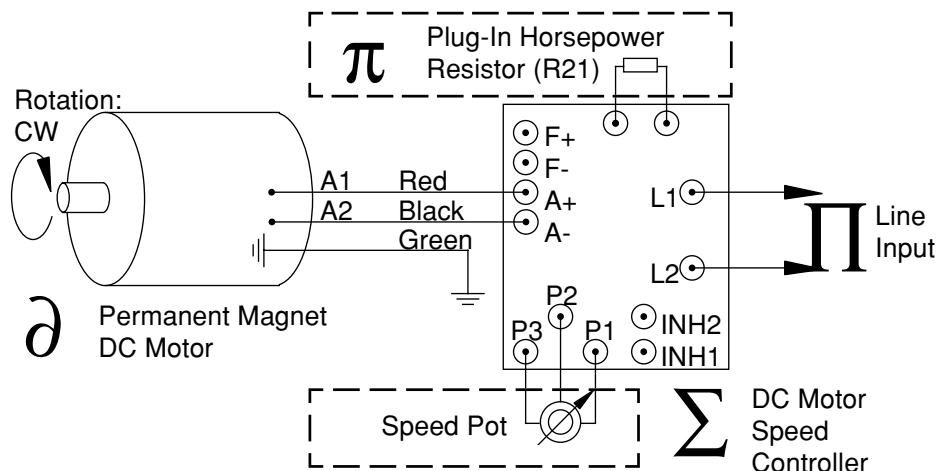 π Plug-In Horsepower
Resistor (R21)
Rotation:
CW
F+
F-
A1 Red A+
A2 Black A-
Green
L1
L2
∏ Line
Input
∂ Permanent Magnet
DC Motor
P2
P3 P1
INH2
INH1
Speed Pot
∑ DC Motor
Speed
Controller